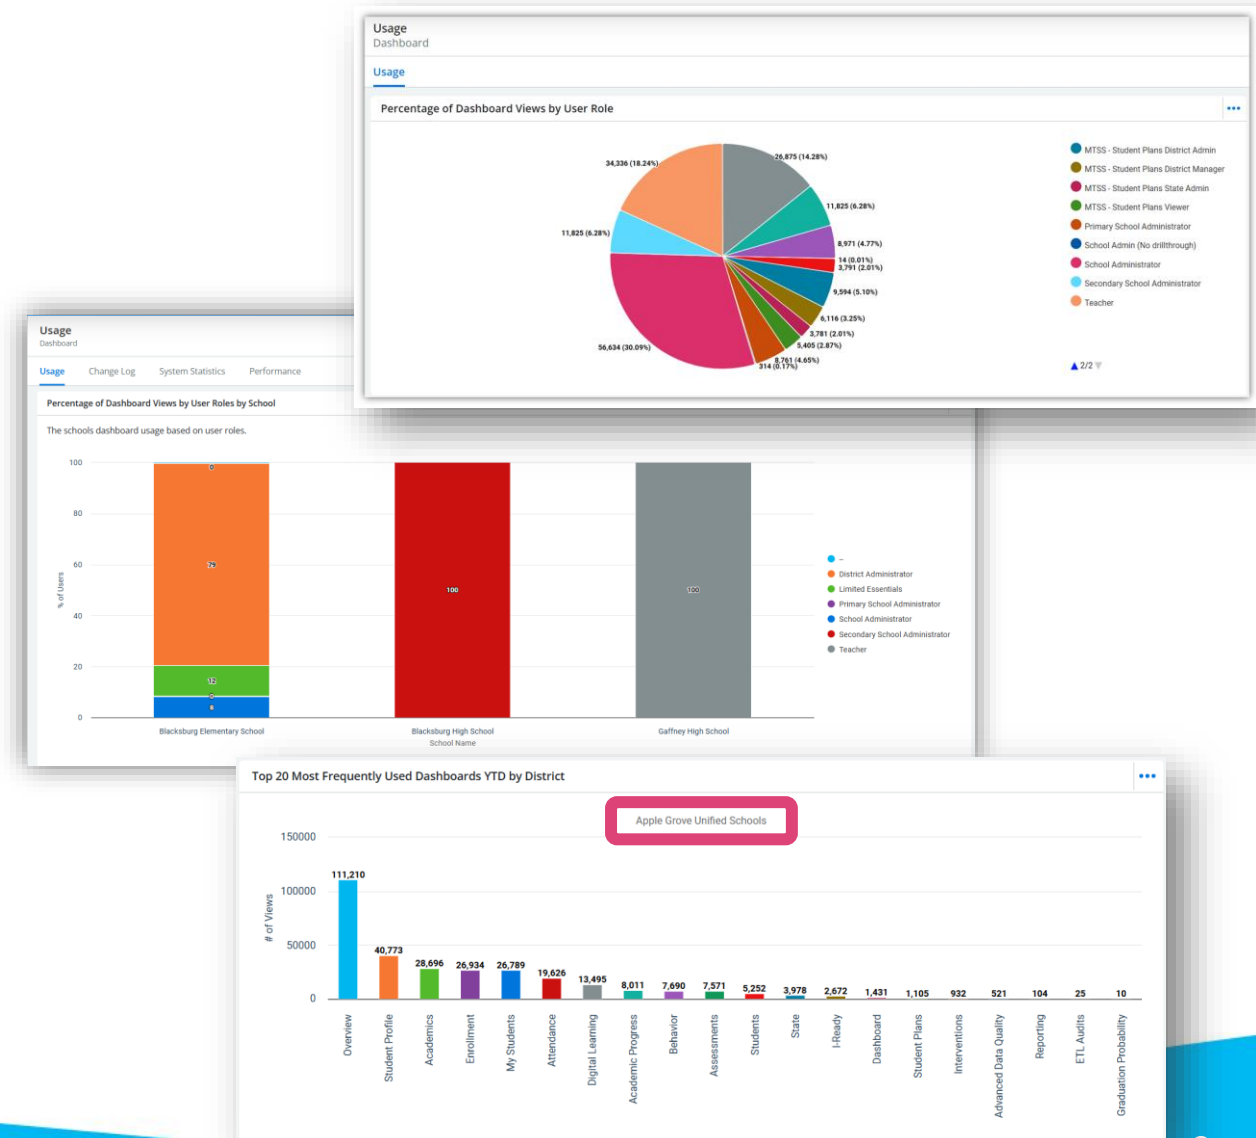 Usage
Dashboard
Usage
Percentage of Dashboard Views by User Role
34,336 (18.24%)
26,875 (14.28%)
11,825 (6.28%)
11,825 (6.28%)
8,971 (4.77%)
14 (0.01%)
3,791 (2.01%)
9,594 (5.10%)
6,116 (3.25%)
3,781 (2.01%)
5,405 (2.87%)
8,761 (4.65%)
314 (0.17%)
56,634 (30.09%)
MTSS - Student Plans District Admin
MTSS - Student Plans District Manager
MTSS - Student Plans State Admin
MTSS - Student Plans Viewer
Primary School Administrator
School Admin (No drillthrough)
School Administrator
Secondary School Administrator
Teacher
2/2
Usage
Dashboard
Usage Change Log System Statistics Performance
Percentage of Dashboard Views by User Roles by School
The schools dashboard usage based on user roles.
% of Users
100
80
60
40
20
0
0
79
12
0
8
100
100
Blacksburg Elementary School
Blacksburg High School
Gaffney High School
School Name
–
District Administrator
Limited Essentials
Primary School Administrator
School Administrator
Secondary School Administrator
Teacher
Top 20 Most Frequently Used Dashboards YTD by District
Apple Grove Unified Schools
# of Views
150000
100000
50000
0
111,210
40,773
28,696
26,934
26,789
19,626
13,495
8,011
7,690
7,571
5,252
3,978
2,672
1,431
1,105
932
521
104
25
10
Overview
Student Profile
Academics
Enrollment
My Students
Attendance
Digital Learning
Academic Progress
Behavior
Assessments
Students
State
I-Ready
Dashboard
Student Plans
Interventions
Advanced Data Quality
Reporting
ETL Audits
Graduation Probability